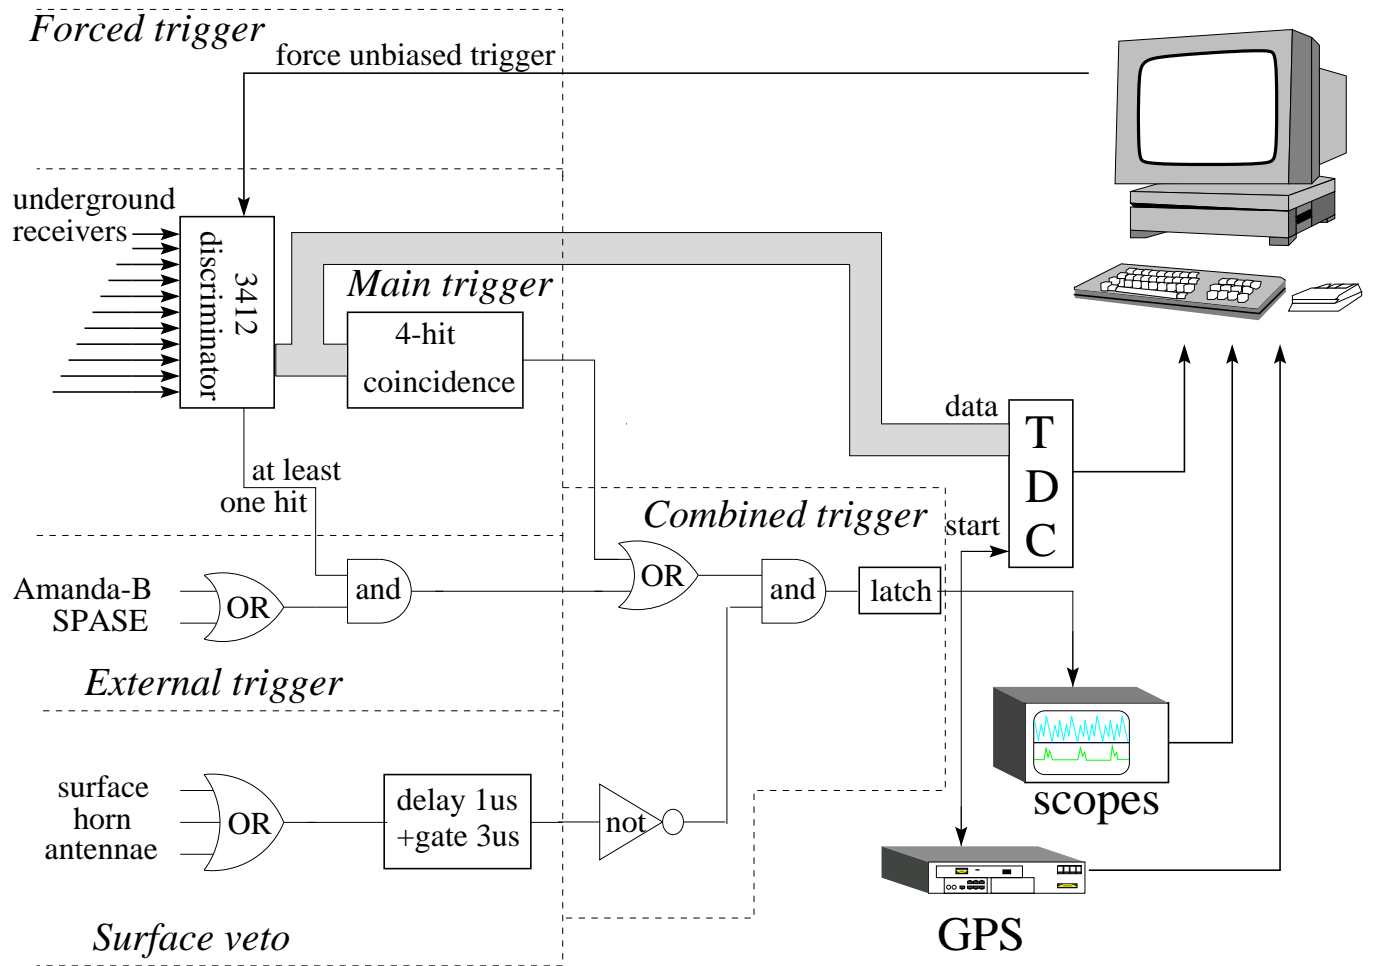 Forced trigger
force unbiased trigger
underground
receivers
3412
discriminator
Main trigger
4-hit
coincidence
data
T
D
C
at least
one hit
Combined trigger
start
Amanda-B
SPASE
OR
and
OR
and
latch
External trigger
surface
horn
antennae
OR
delay 1us
+gate 3us
not
scopes
Surface veto
GPS